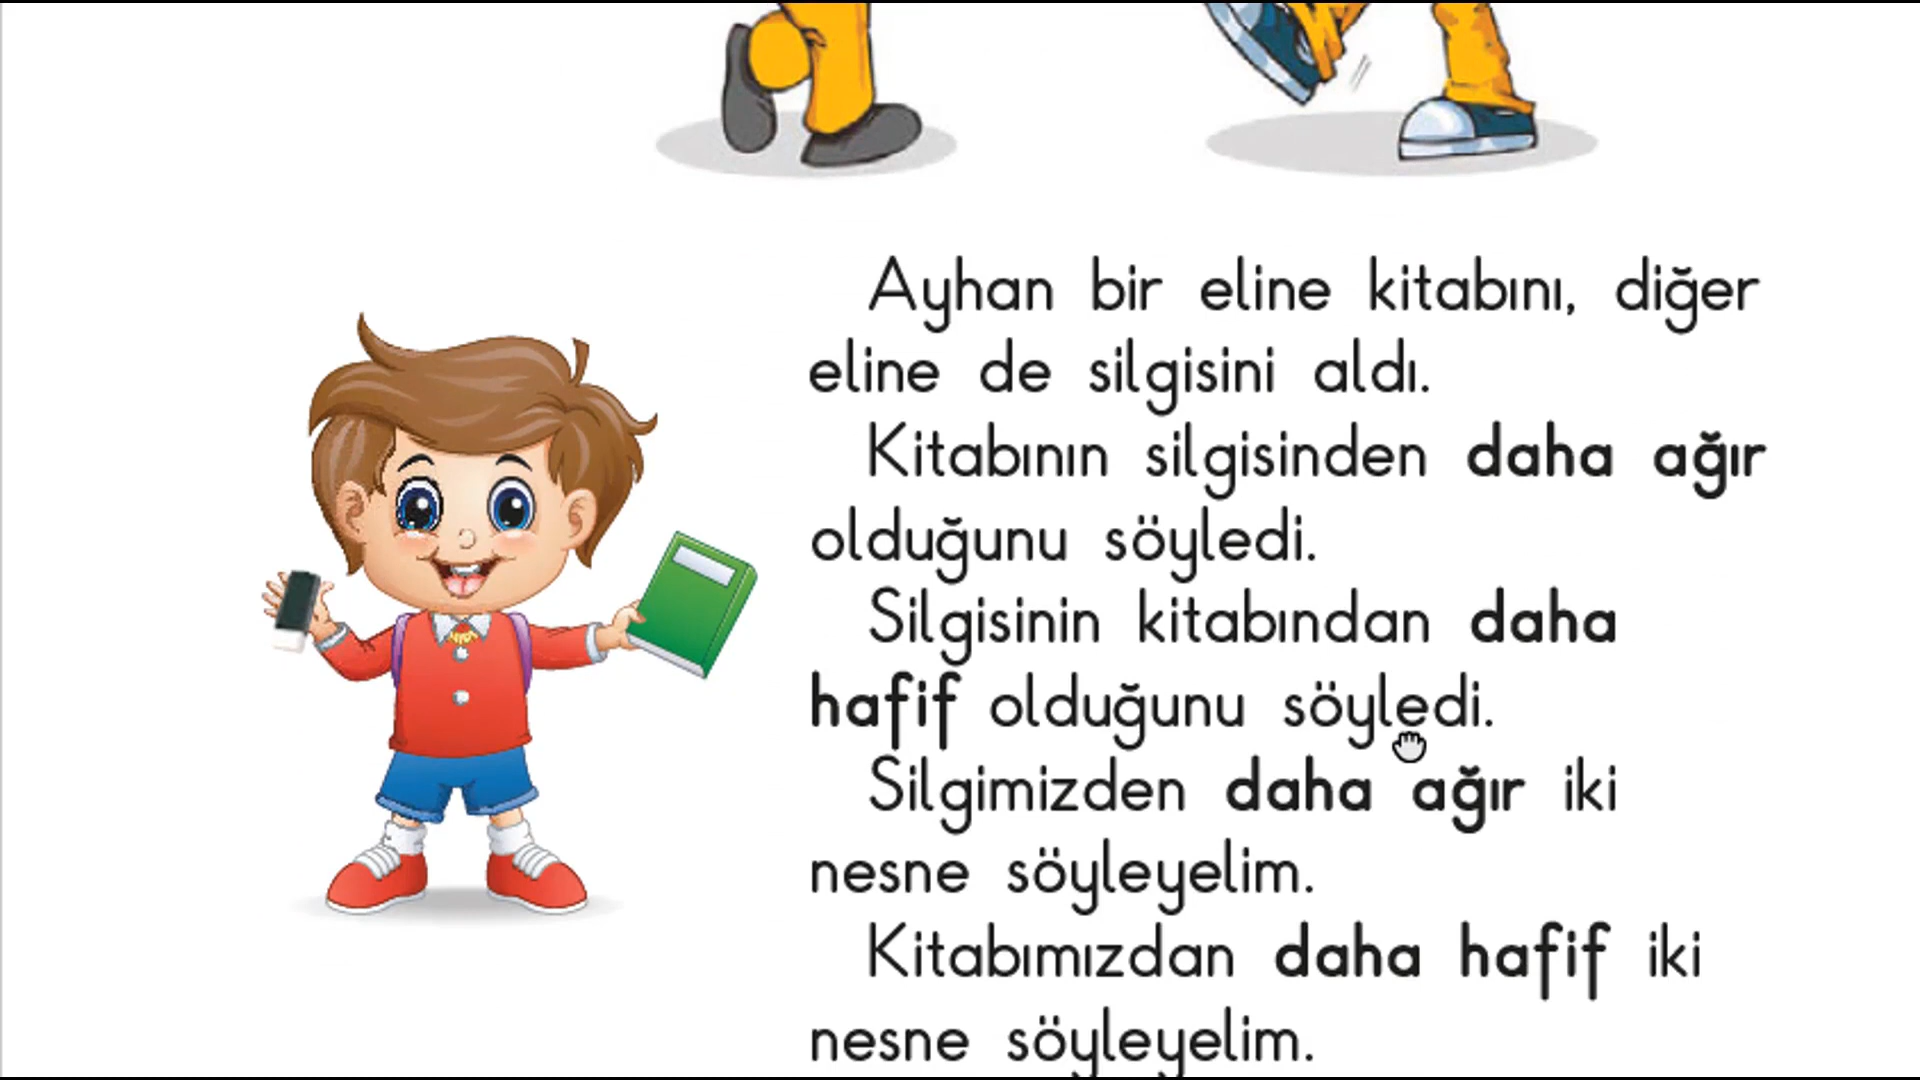 Ayhan bir eline kitabını, diğer
eline de silgisini aldı.
Kitabının silgisinden daha ağır
olduğunu söyledi.
Silgisinin kitabından daha
hafif olduğunu söyledi.
Silgimizden daha ağır iki
nesne söyleyelim.
Kitabımızdan daha hafif iki
nesne söyleyelim.